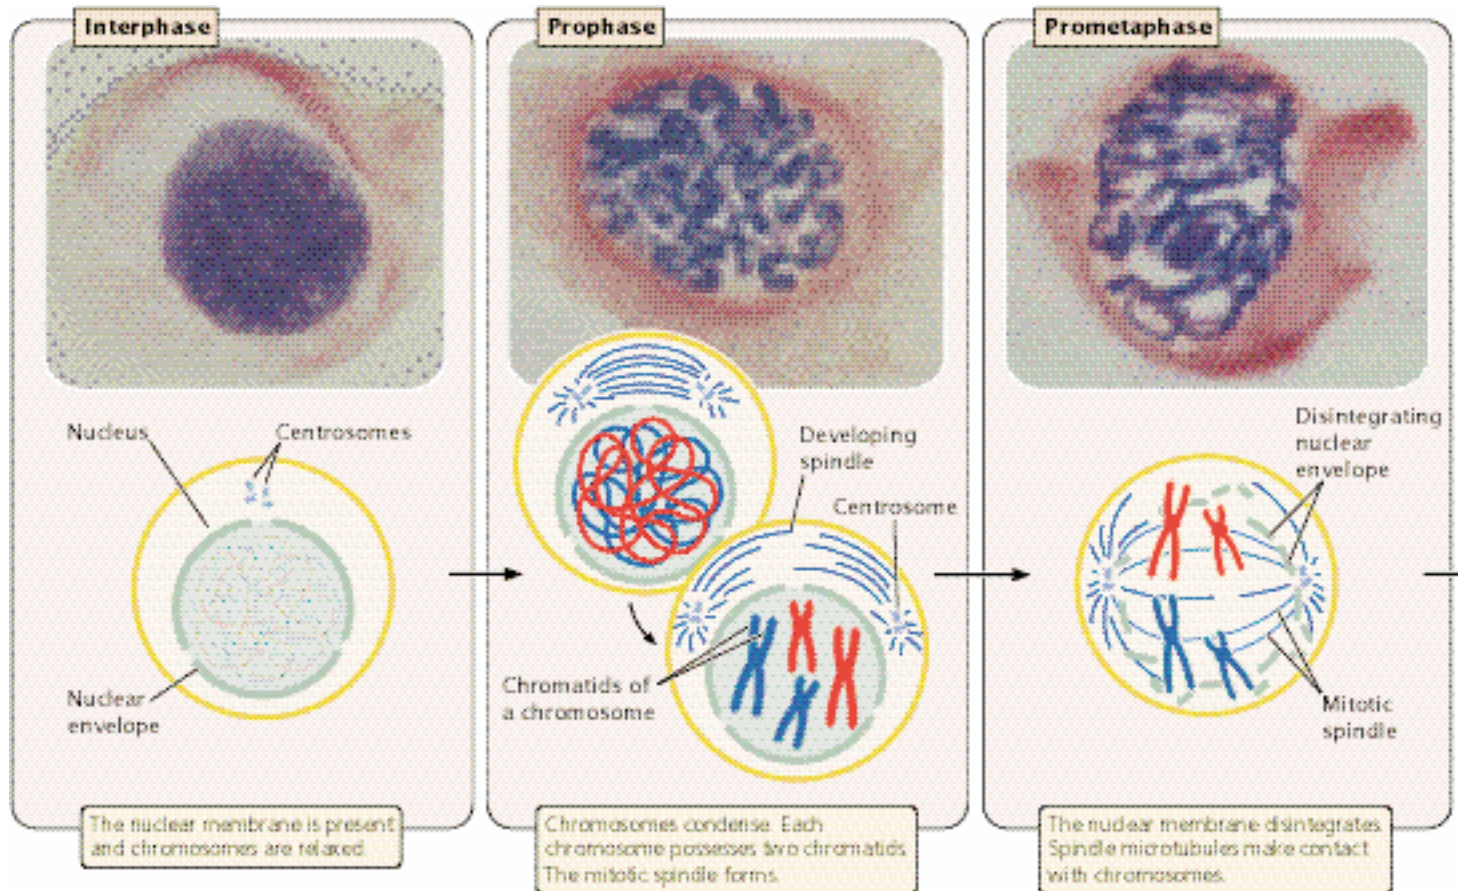 Interphase
Nucleus
Centrosomes
Nuclear
envelope
The nuclear membrane is present
and chromosomes are relaxed.
Prophase
Developing
spindle
Centrosome
Chromatids of
a chromosome
Chromosomes condense. Each
chromosome possesses two chromatids.
The mitotic spindle forms.
Prometaphase
Disintegrating
nuclear
envelope
Mitotic
spindle
The nuclear membrane disintegrates.
Spindle microtubules make contact
with chromosomes.